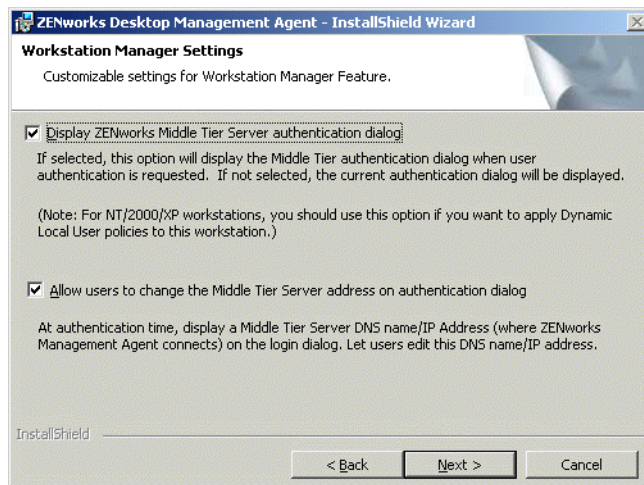 ZENworks Desktop Management Agent - InstallShield Wizard
Workstation Manager Settings
Customizable settings for Workstation Manager Feature.
Display ZENworks Middle Tier Server authentication dialog
If selected, this option will display the Middle Tier authentication dialog when user
authentication is requested. If not selected, the current authentication dialog will be displayed.
(Note: For NT/2000/XP workstations, you should use this option if you want to apply Dynamic
Local User policies to this workstation.)
Allow users to change the Middle Tier Server address on authentication dialog
At authentication time, display a Middle Tier Server DNS name/IP Address (where ZENworks
Management Agent connects) on the login dialog. Let users edit this DNS name/IP address.
InstallShield
< Back Next > Cancel